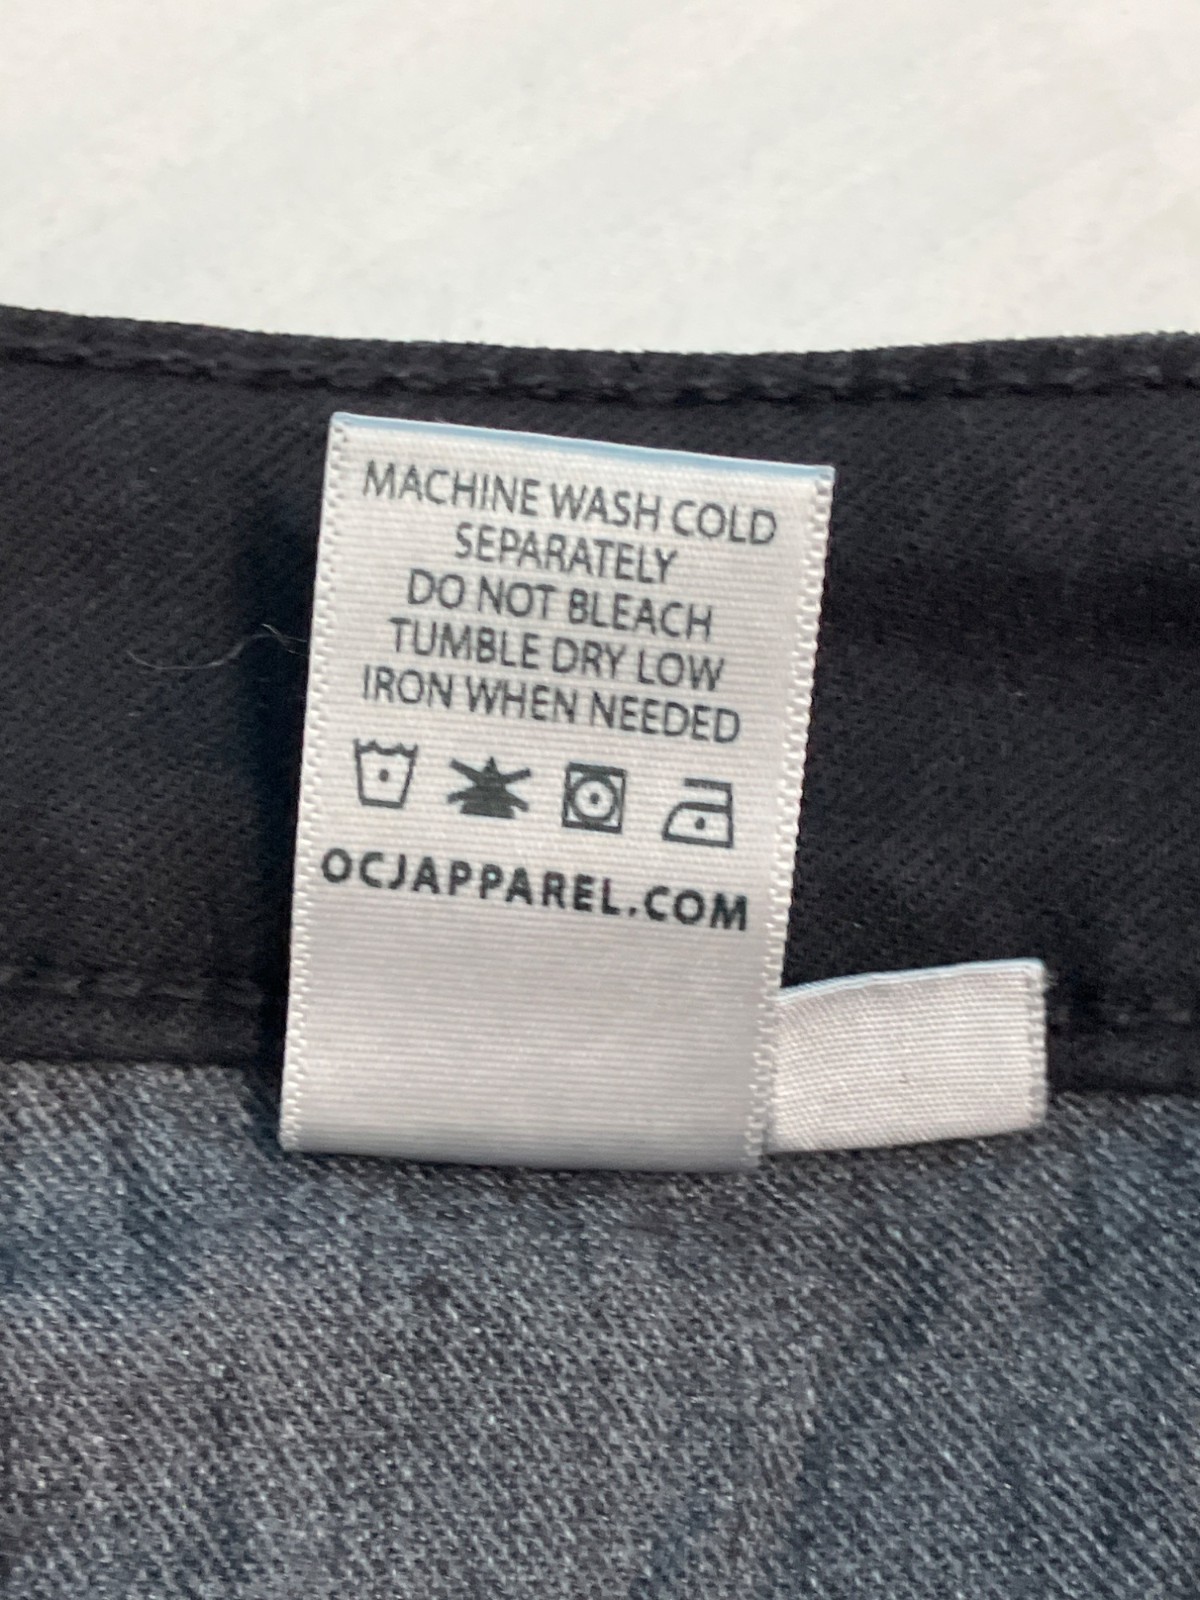 MACHINE WASH COLD
SEPARATELY
DO NOT BLEACH
TUMBLE DRY LOW
IRON WHEN NEEDED
OCJAPPAREL.COM